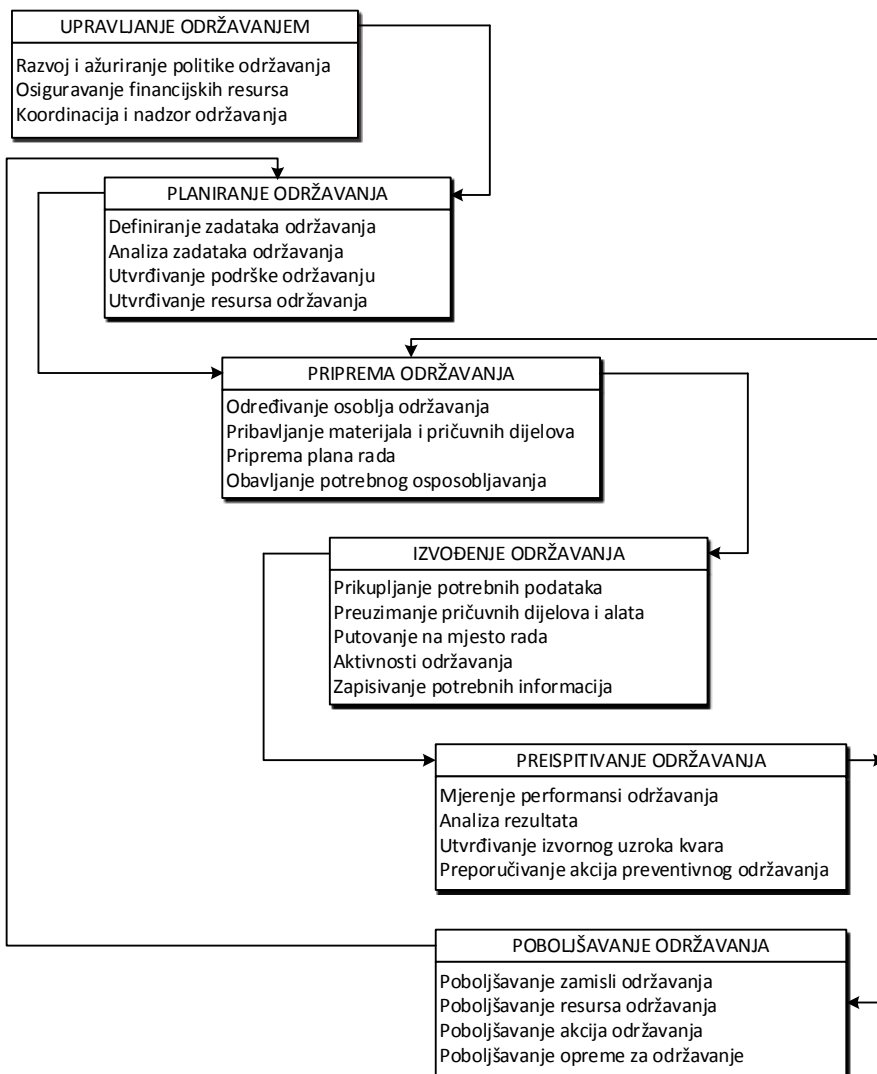 UPRAVLJANJE ODRŽAVANJEM
Razvoj i ažuriranje politike održavanja
Osiguravanje financijskih resursa
Koordinacija i nadzor održavanja
PLANIRANJE ODRŽAVANJA
Definiranje zadataka održavanja
Analiza zadataka održavanja
Utvrđivanje podrške održavanju
Utvrđivanje resursa održavanja
PRIPREMA ODRŽAVANJA
Određivanje osoblja održavanja
Pribavljanje materijala i pričuvnih dijelova
Priprema plana rada
Obavljanje potrebnog osposobljavanja
IZVOĐENJE ODRŽAVANJA
Prikupljanje potrebnih podataka
Preuzimanje pričuvnih dijelova i alata
Putovanje na mjesto rada
Aktivnosti održavanja
Zapisivanje potrebnih informacija
PREISPITIVANJE ODRŽAVANJA
Mjerenje performansi održavanja
Analiza rezultata
Utvrđivanje izvornog uzroka kvara
Preporučivanje akcija preventivnog održavanja
POBOLJŠAVANJE ODRŽAVANJA
Poboljšavanje zamisli održavanja
Poboljšavanje resursa održavanja
Poboljšavanje akcija održavanja
Poboljšavanje opreme za održavanje